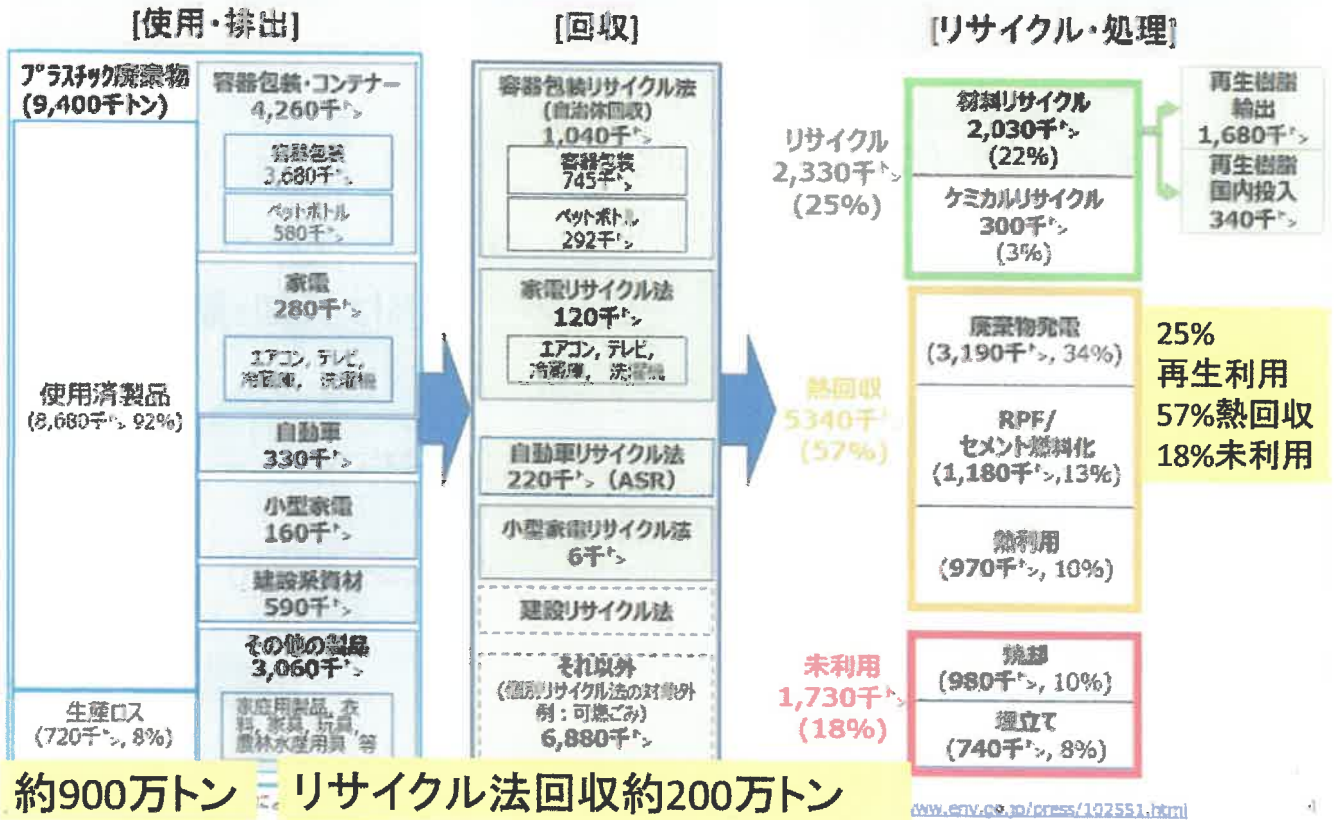 [使用・排出]
[回収]
[リサイクル・処理]
プラスチック廃棄物
(9,400千トン)
使用済製品
(8,680千トン, 92%)
生産ロス
(720千トン, 8%)
容器包装・コンテナー
4,260千トン
容器包装
3,680千トン
ペットボトル
580千トン
家電
280千トン
エアコン, テレビ,
冷蔵庫, 洗濯機
自動車
330千トン
小型家電
160千トン
建設系資材
590千トン
その他の製品
3,060千トン
家庭用製品, 衣
料, 家具, 玩具,
農林水産用具 等
容器包装リサイクル法
(自治体回収)
1,040千トン
容器包装
745千トン
ペットボトル
292千トン
家電リサイクル法
120千トン
エアコン, テレビ,
冷蔵庫, 洗濯機
自動車リサイクル法
220千トン (ASR)
小型家電リサイクル法
6千トン
建設リサイクル法
それ以外
(個別リサイクル法の対象外
例：可燃ごみ)
6,880千トン
リサイクル
2,330千トン
(25%)
材料リサイクル
2,030千トン
(22%)
ケミカルリサイクル
300千トン
(3%)
再生樹脂
輸出
1,680千トン
再生樹脂
国内投入
340千トン
熱回収
5340千トン
(57%)
廃棄物発電
(3,190千トン, 34%)
RPF/
セメント燃料化
(1,180千トン,13%)
熱利用
(970千トン, 10%)
25%
再生利用
57%熱回収
18%未利用
未利用
1,730千トン
(18%)
焼却
(980千トン, 10%)
埋立て
(740千トン, 8%)
約900万トン
リサイクル法回収約200万トン
www.env.go.jp/press/102551.html